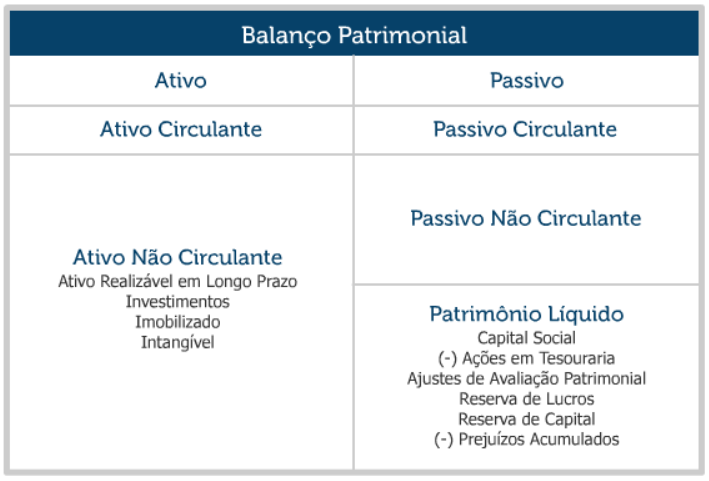 Balanço Patrimonial
Ativo
Passivo
Ativo Circulante
Passivo Circulante
Ativo Não Circulante
Ativo Realizável em Longo Prazo
Investimentos
Imobilizado
Intangível
Passivo Não Circulante
Patrimônio Líquido
Capital Social
(-) Ações em Tesouraria
Ajustes de Avaliação Patrimonial
Reserva de Lucros
Reserva de Capital
(-) Prejuízos Acumulados